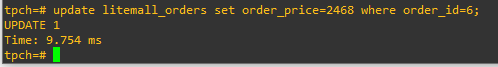 tpch=# update litemall_orders set order_price=2468 where order_id=6;
UPDATE 1
Time: 9.754 ms
tpch=#